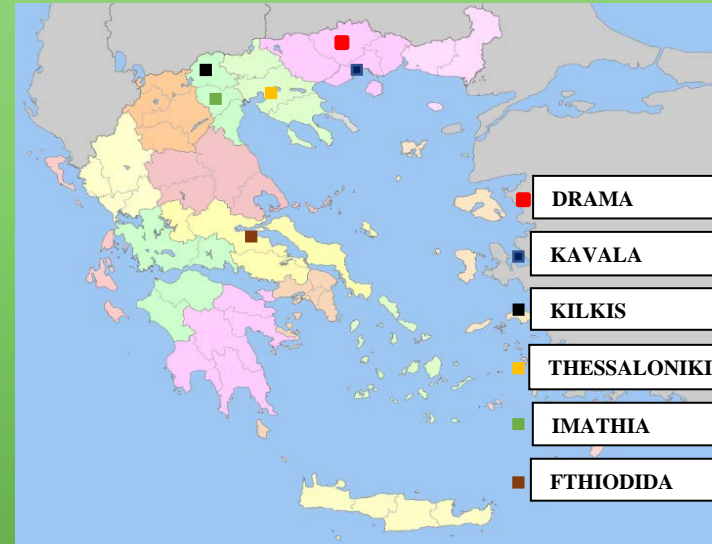 DRAMA
KAVALA
KILKIS
THESSALONIKI
IMATHIA
FTHIODIDA